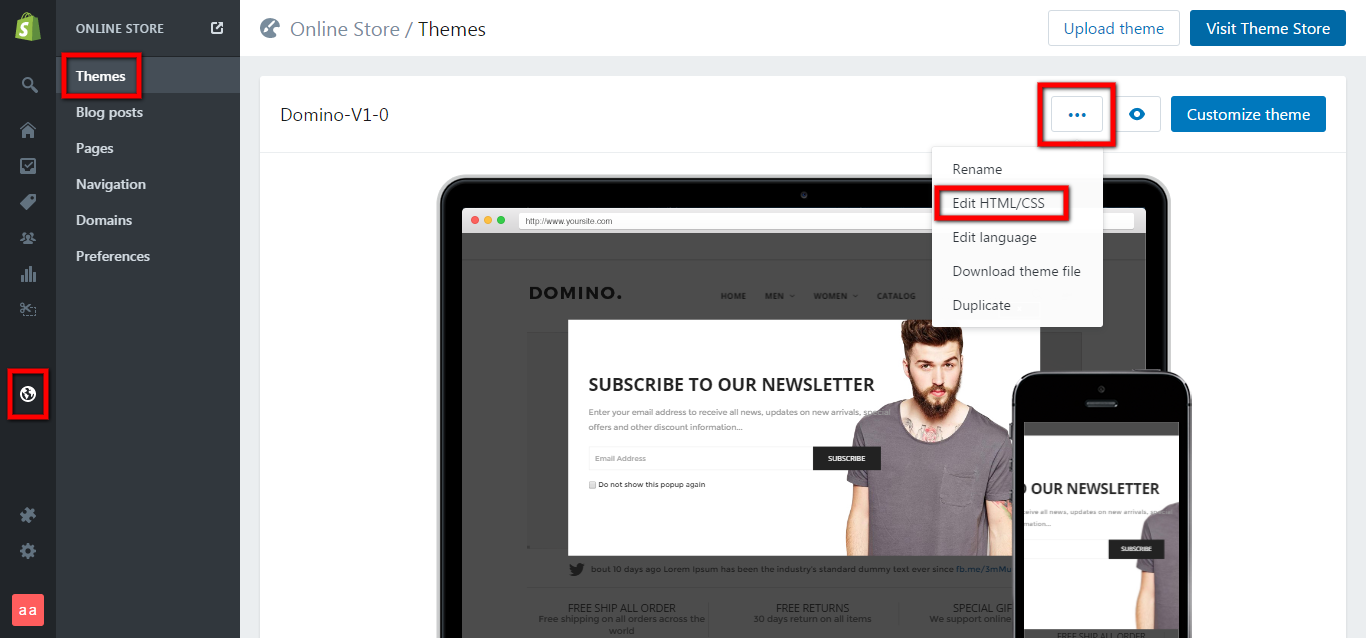 ONLINE STORE
Themes
Blog posts
Pages
Navigation
Domains
Preferences
aa
Online Store / Themes
Upload theme
Visit Theme Store
Domino-V1-0
Customize theme
Rename
Edit HTML/CSS
Edit language
Download theme file
Duplicate
http://www.yoursite.com
DOMINO.
HOME MEN WOMEN CATALOG
SUBSCRIBE TO OUR NEWSLETTER
Enter your email address to receive all news, updates on new arrivals, special
offers and other discount information...
Email Address
SUBSCRIBE
Do not show this popup again
bout 10 days ago Lorem Ipsum has been the industry's standard dummy text ever since fb.me/3mMu
FREE SHIP ALL ORDER
Free shipping on all orders across the
world
FREE RETURNS
30 days return on all items
SPECIAL GIF
We support online
OUR NEWSLETTER
eive all news, updates on new arrivals, special
mation...
SUBSCRIBE
FREE SHIP ALL ORDER